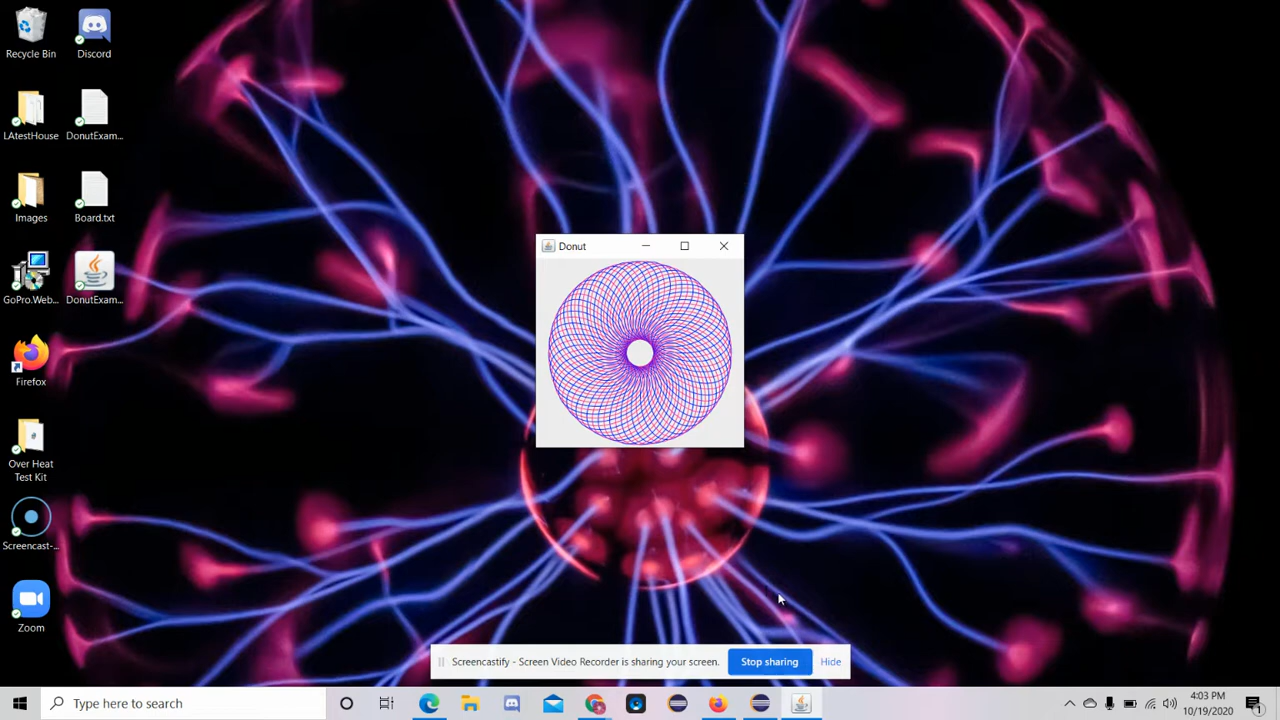 Recycle Bin
Discord
LAtestHouse
DonutExam...
Images
Board.txt
GoPro.Web...
DonutExam...
Firefox
Over Heat
Test Kit
Screencast-...
Zoom
Donut
Screencastify - Screen Video Recorder is sharing your screen.
Stop sharing
Hide
Type here to search
4:03 PM
10/19/2020
1